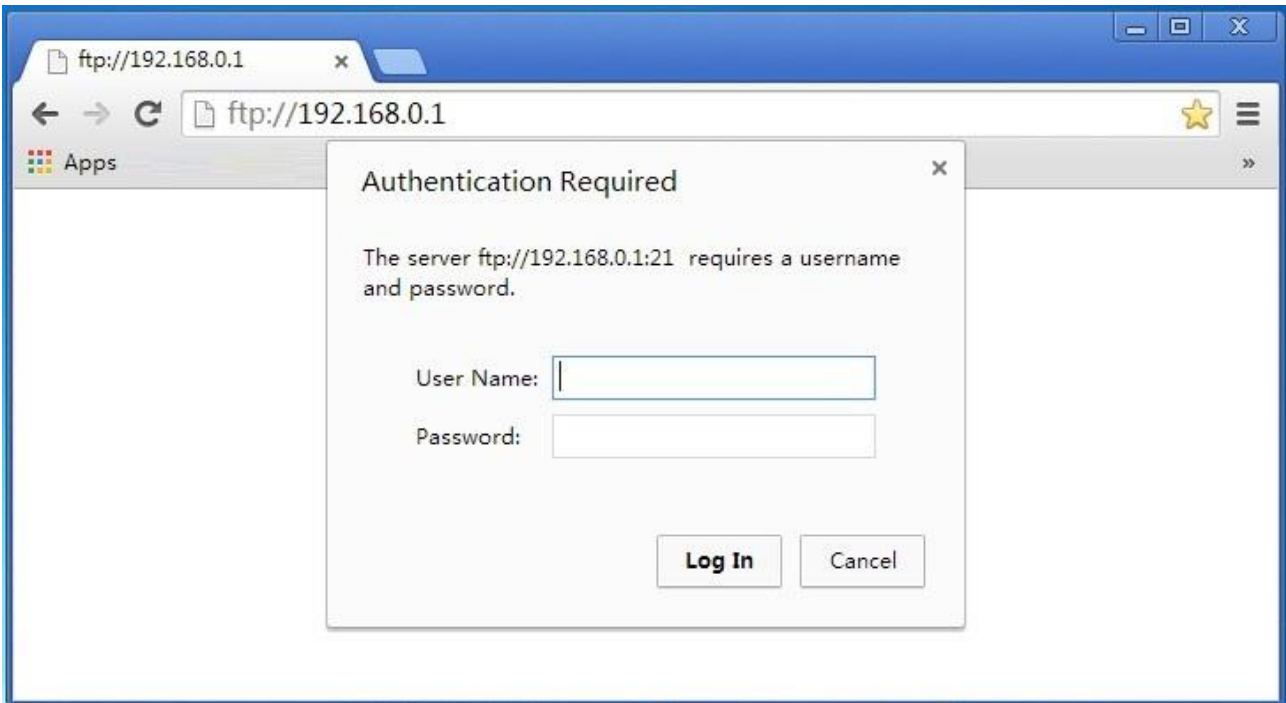 ftp://192.168.0.1
ftp://192.168.0.1
Apps
»
Authentication Required
The server ftp://192.168.0.1:21 requires a username
and password.
User Name:
Password:
Log In Cancel